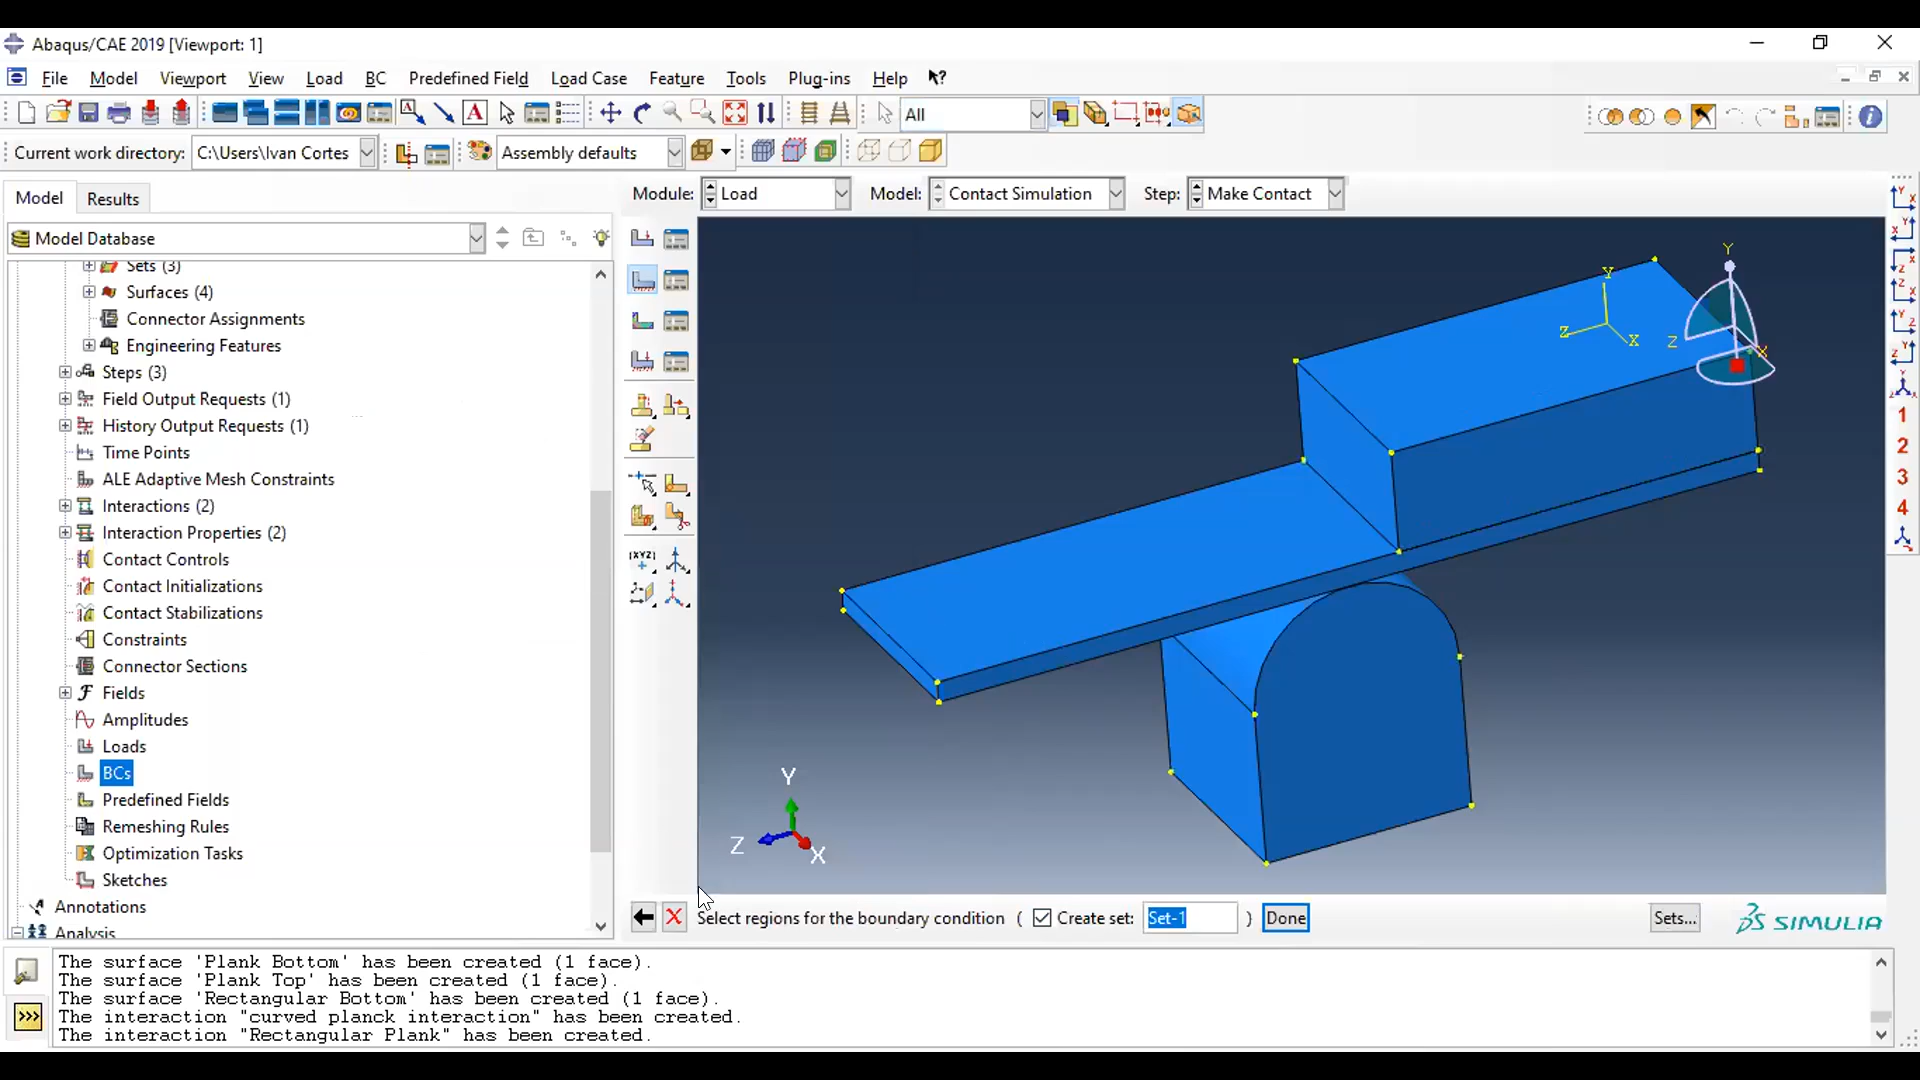 Abaqus/CAE 2019 [Viewport: 1]
File Model Viewport View Load BC Predefined Field Load Case Feature Tools Plug-ins Help
All
Current work directory: C:\Users\Ivan Cortes Assembly defaults
Model Results
Module: Load Model: Contact Simulation Step: Make Contact
Model Database
Sets (3)
Surfaces (4)
Connector Assignments
Engineering Features
Steps (3)
Field Output Requests (1)
History Output Requests (1)
Time Points
ALE Adaptive Mesh Constraints
Interactions (2)
Interaction Properties (2)
Contact Controls
Contact Initializations
Contact Stabilizations
Constraints
Connector Sections
Fields
Amplitudes
Loads
BCs
Predefined Fields
Remeshing Rules
Optimization Tasks
Sketches
Annotations
Analysis
(XYZ)
Y
Z
X
Y
Z
X
Y
Z
X
1
2
3
4
Select regions for the boundary condition ( Create set: Set-1 ) Done Sets... SIMULIA
The surface 'Plank Bottom' has been created (1 face).
The surface 'Plank Top' has been created (1 face).
The surface 'Rectangular Bottom' has been created (1 face).
The interaction "curved planck interaction" has been created.
The interaction "Rectangular Plank" has been created.
>>>